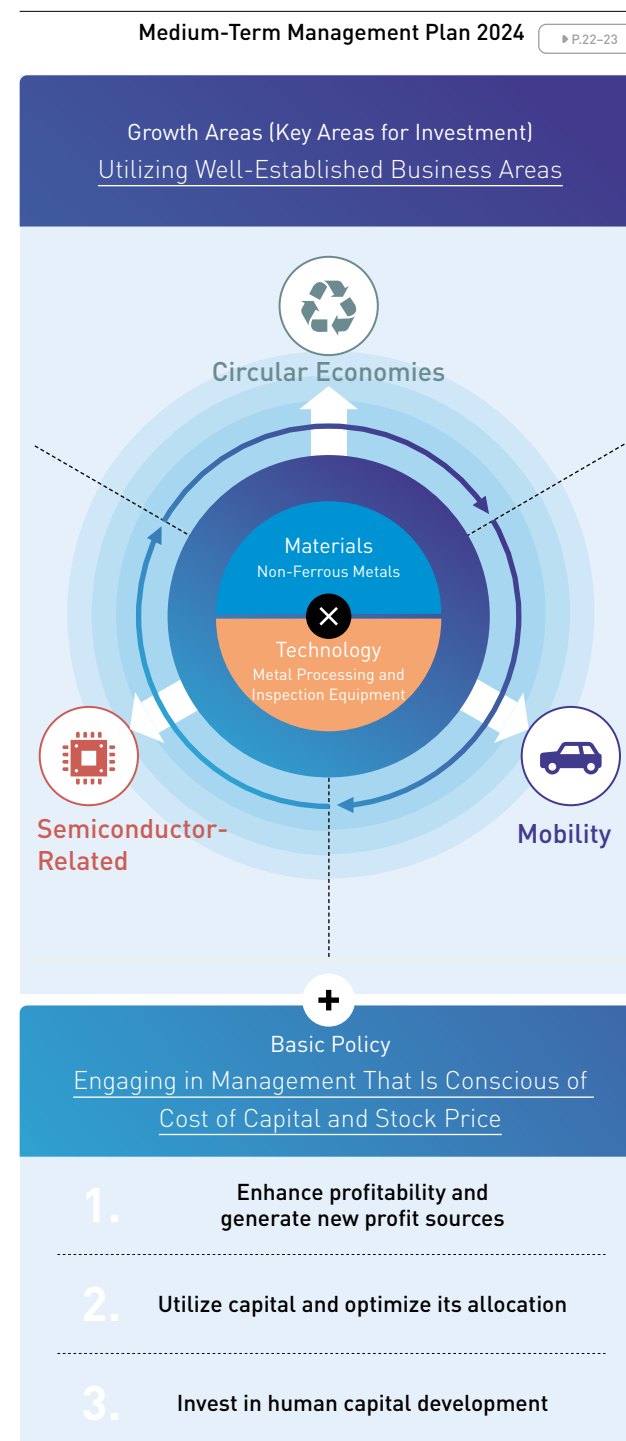 Medium-Term Management Plan 2024
P.22–23
Growth Areas (Key Areas for Investment)
Utilizing Well-Established Business Areas
Circular Economies
Materials
Non-Ferrous Metals
×
Technology
Metal Processing and
Inspection Equipment
Semiconductor-
Related
Mobility
+
Basic Policy
Engaging in Management That Is Conscious of
Cost of Capital and Stock Price
1. Enhance profitability and
generate new profit sources
2. Utilize capital and optimize its allocation
3. Invest in human capital development